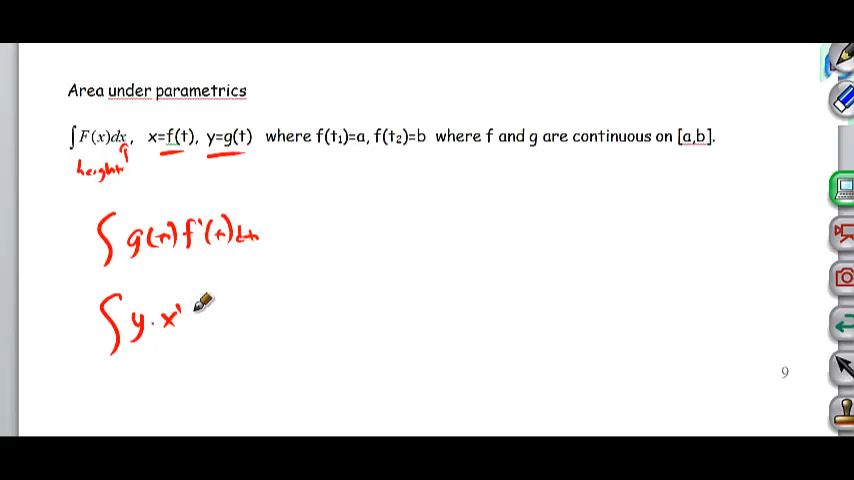 Area under parametrics
∫F(x)dx, x=f(t), y=g(t) where f(t₁)=a, f(t₂)=b where f and g are continuous on [a,b].
height
∫ g(t) f'(t) dt
∫ y · x'
9